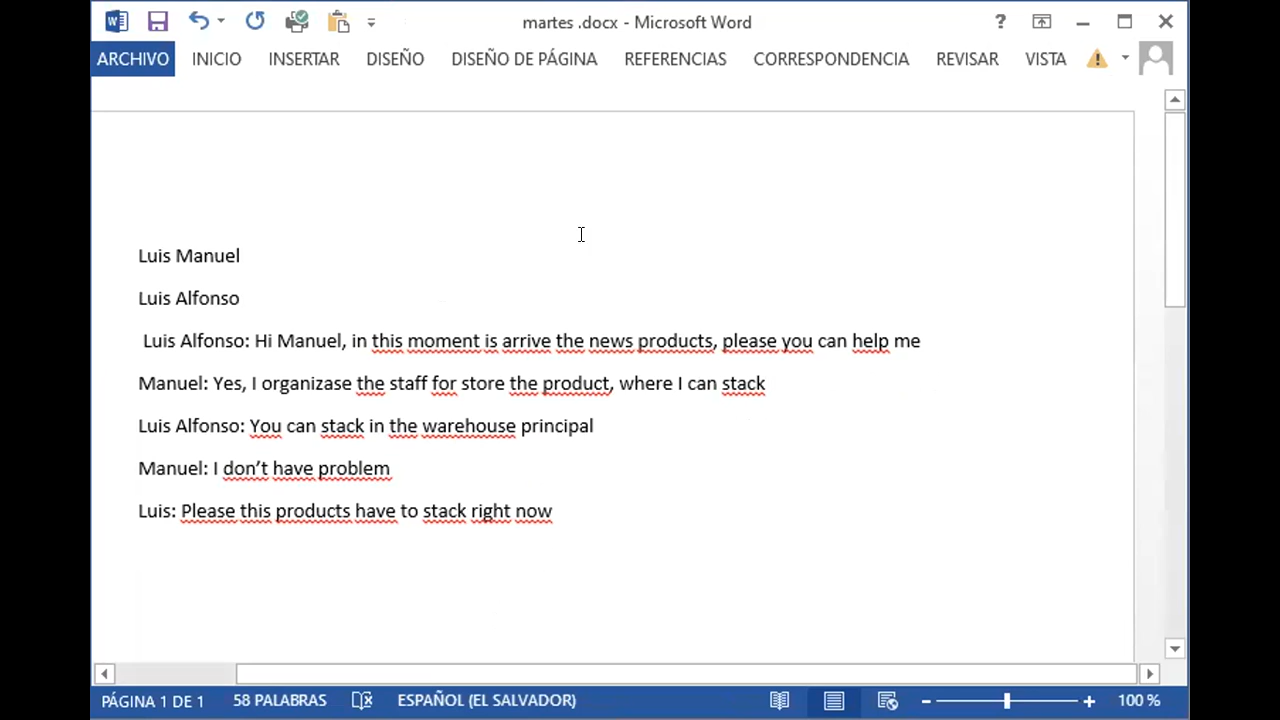 martes .docx - Microsoft Word
?
ARCHIVO INICIO INSERTAR DISEÑO DISEÑO DE PÁGINA REFERENCIAS CORRESPONDENCIA REVISAR VISTA
Luis Manuel
Luis Alfonso
Luis Alfonso: Hi Manuel, in this moment is arrive the news products, please you can help me
Manuel: Yes, I organizase the staff for store the product, where I can stack
Luis Alfonso: You can stack in the warehouse principal
Manuel: I don’t have problem
Luis: Please this products have to stack right now
PÁGINA 1 DE 1 58 PALABRAS ESPAÑOL (EL SALVADOR) 100 %